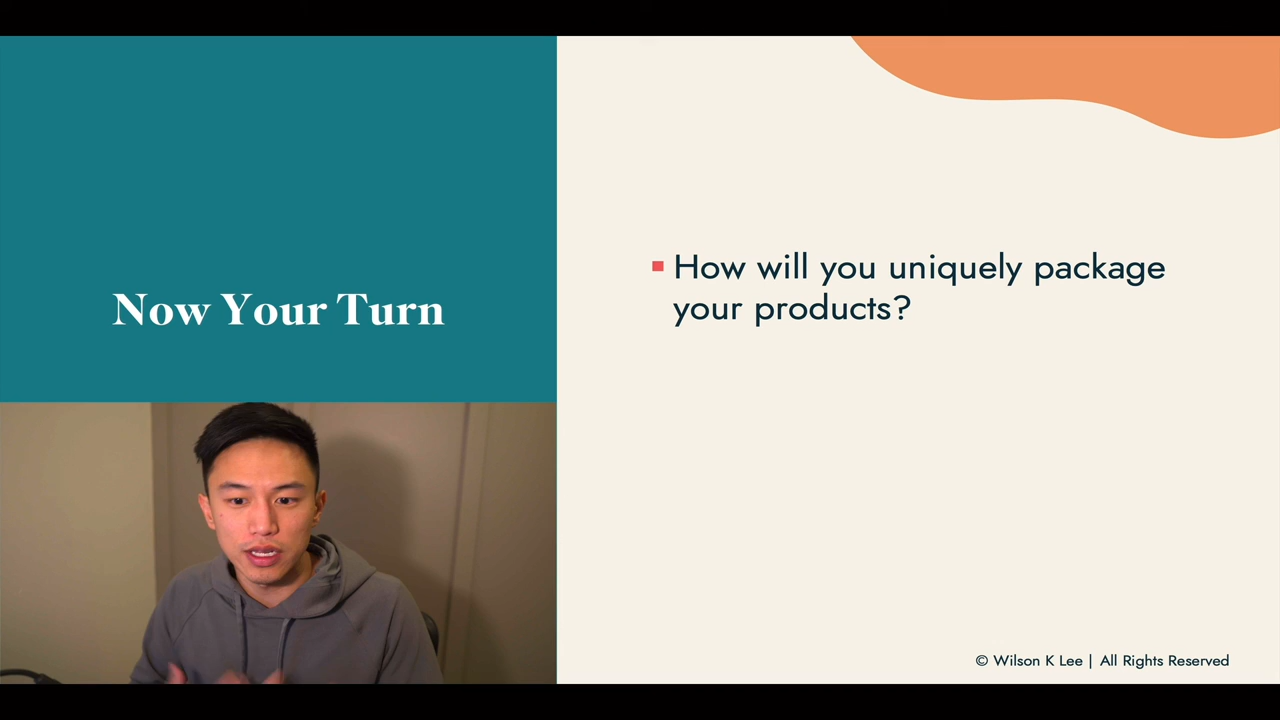 Now Your Turn
How will you uniquely package
your products?
© Wilson K Lee | All Rights Reserved